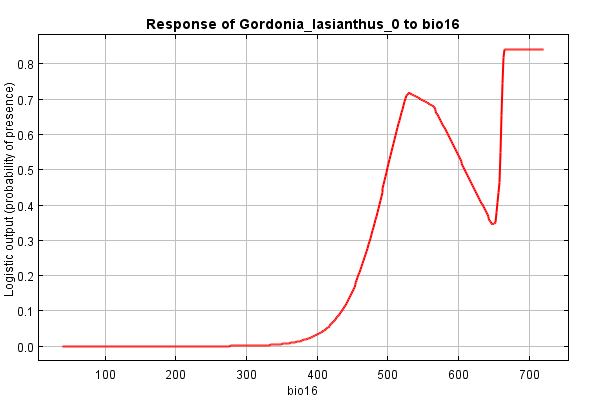 Response of Gordonia_lasianthus_0 to bio16
Logistic output (probability of presence)
0.8
0.7
0.6
0.5
0.4
0.3
0.2
0.1
0.0
100 200 300 400 500 600 700
bio16